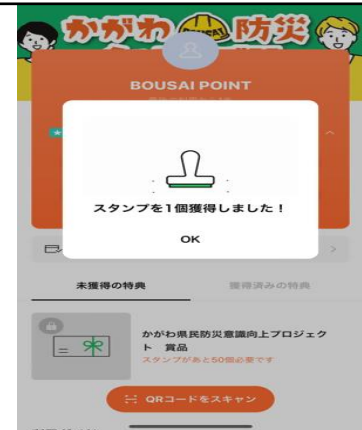 かがわ
BOUSAI
防災
BOUSAI POINT
スタンプを1個獲得しました！
OK
未獲得の特典
獲得済みの特典
かがわ県民防災意識向上プロジェク
ト 賞品
スタンプがあと50個必要です
QRコードをスキャン